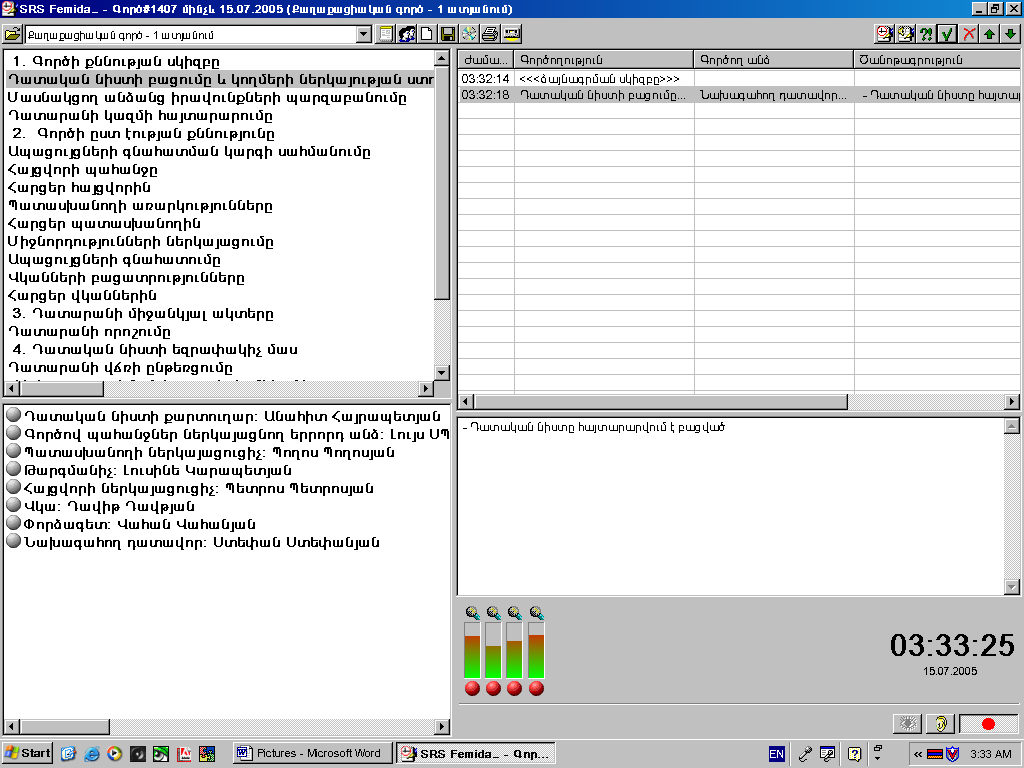 SRS Femida_ - Գործ#1407 մինչև 15.07.2005 (Քաղաքացիական գործ - 1 ատյանում)
Քաղաքացիական գործ - 1 ատյանում
1. Գործի քննության սկիզբը
Դատական նիստի բացումը և կողմերի ներկայության ստո
Մասնակցող անձանց իրավունքների պարզաբանումը
Դատարանի կազմի հայտարարումը
2. Գործի ըստ էության քննությունը
Ապացույցների գնահատման կարգի սահմանումը
Հայցվորի պահանջը
Հարցեր հայցվորին
Պատասխանողի առարկությունները
Հարցեր պատասխանողին
Միջնորդությունների ներկայացումը
Ապացույցների գնահատումը
Վկաների բացատրությունները
Հարցեր վկաներին
3. Դատարանի միջանկյալ ակտերը
Դատարանի որոշումը
4. Դատական նիստի եզրափակիչ մաս
Դատարանի վճռի ընթերցումը
Ժամա... Գործողություն Գործող անձ Ծանոթագրություն
03:32:14 <<<ձայնագրման սկիզբը>>>
03:32:18 Դատական նիստի բացումը... Նախագահող դատավոր... - Դատական նիստը հայտար
Դատական նիստի քարտուղար: Անահիտ Հայրապետյան
Գործով պահանջներ ներկայացնող երրորդ անձ: Լույս ՍՊ
Պատասխանողի ներկայացուցիչ: Պողոս Պողոսյան
Թարգմանիչ: Լուսինե Կարապետյան
Հայցվորի ներկայացուցիչ: Պետրոս Պետրոսյան
Վկա: Դավիթ Դավթյան
Փորձագետ: Վահան Վահանյան
Նախագահող դատավոր: Ստեփան Ստեփանյան
- Դատական նիստը հայտարարվում է բացված
03:33:25
15.07.2005
Start
Pictures - Microsoft Word
SRS Femida_ - Գոր...
EN
«
3:33 AM